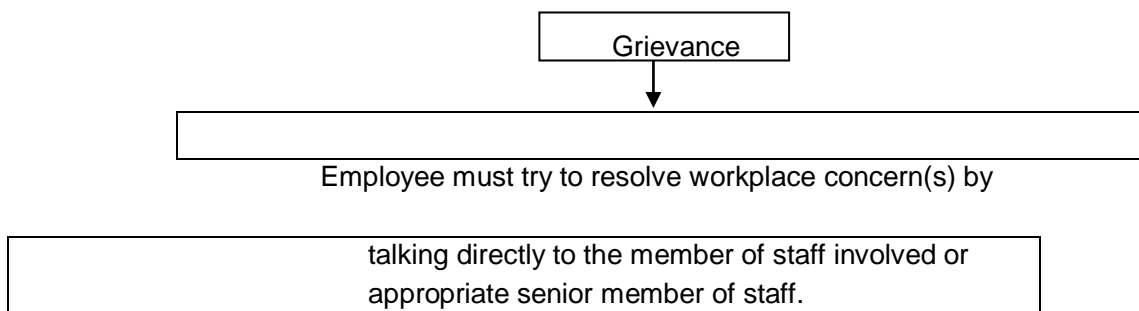 Grievance
Employee must try to resolve workplace concern(s) by
talking directly to the member of staff involved or
appropriate senior member of staff.